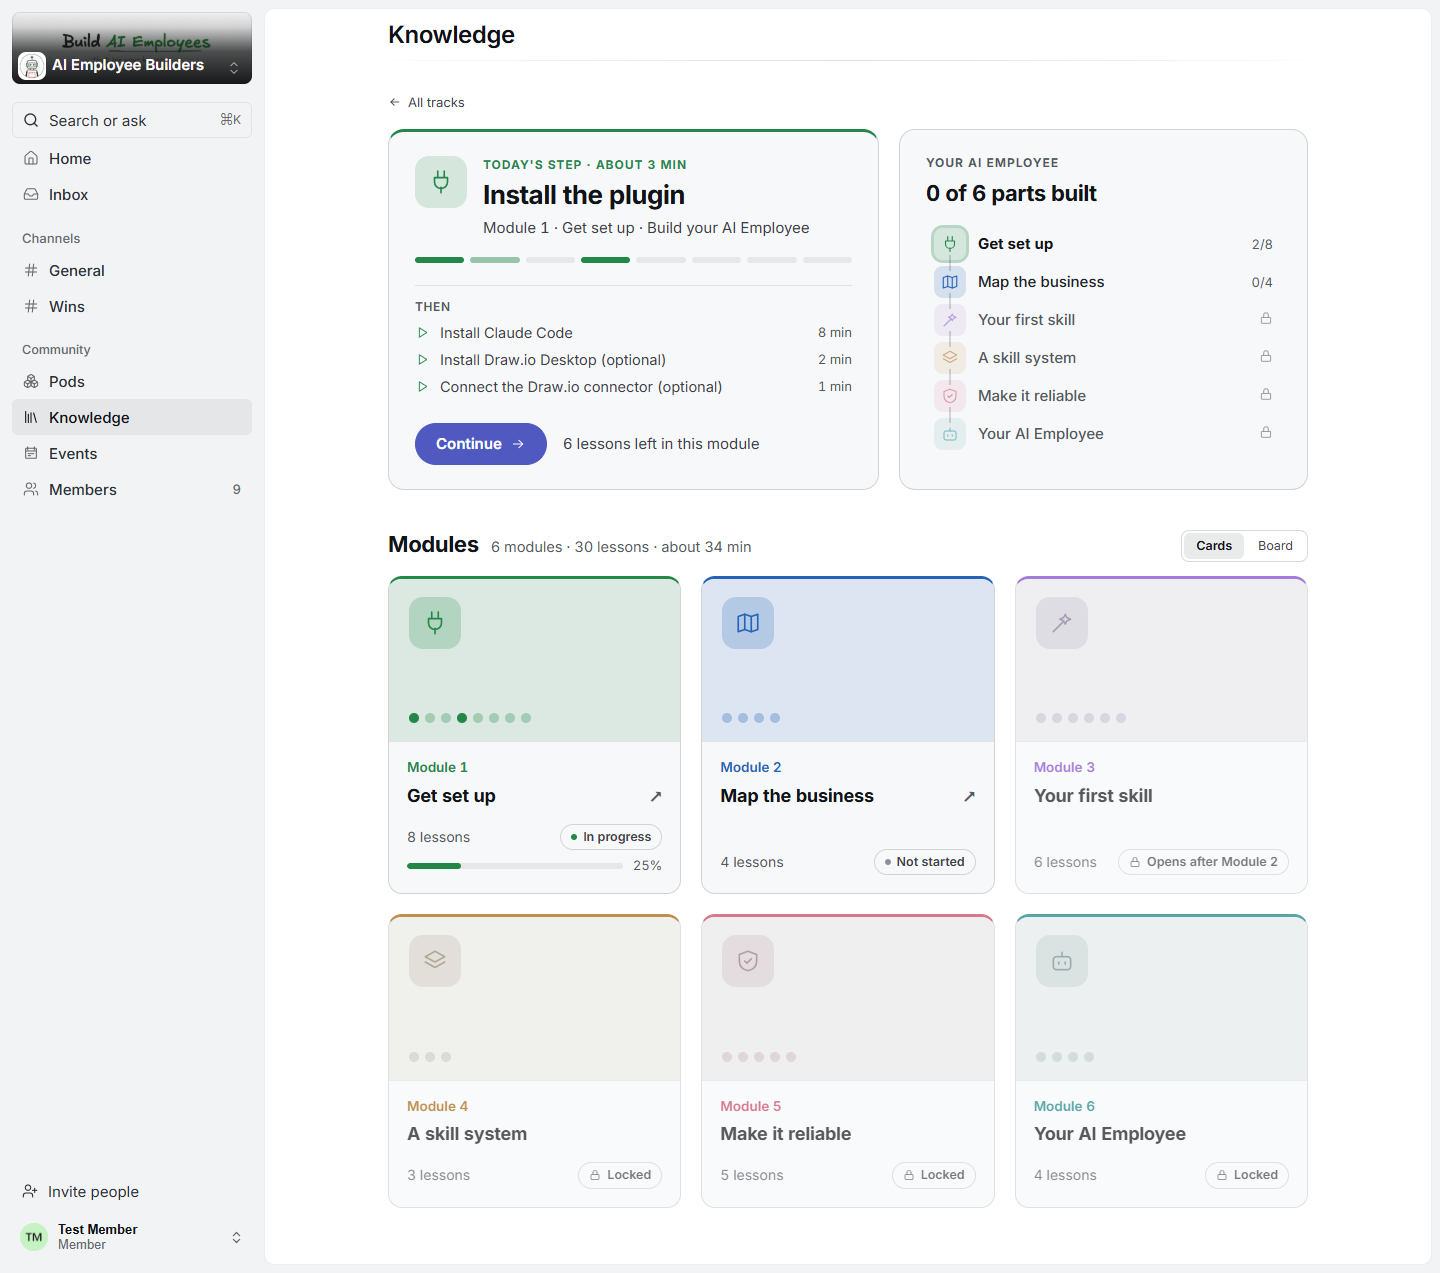 Build AI Employees
AI Employee Builders
Search or ask
⌘K
Home
Inbox
Channels
General
Wins
Community
Pods
Knowledge
Events
Members
9
Invite people
TM
Test Member
Member
Knowledge
← All tracks
TODAY'S STEP · ABOUT 3 MIN
Install the plugin
Module 1 · Get set up · Build your AI Employee
THEN
Install Claude Code
8 min
Install Draw.io Desktop (optional)
2 min
Connect the Draw.io connector (optional)
1 min
Continue →
6 lessons left in this module
YOUR AI EMPLOYEE
0 of 6 parts built
Get set up
2/8
Map the business
0/4
Your first skill
A skill system
Make it reliable
Your AI Employee
Modules
6 modules · 30 lessons · about 34 min
Cards
Board
Module 1
Get set up
↗
8 lessons
In progress
25%
Module 2
Map the business
↗
4 lessons
Not started
Module 3
Your first skill
6 lessons
Opens after Module 2
Module 4
A skill system
3 lessons
Locked
Module 5
Make it reliable
5 lessons
Locked
Module 6
Your AI Employee
4 lessons
Locked